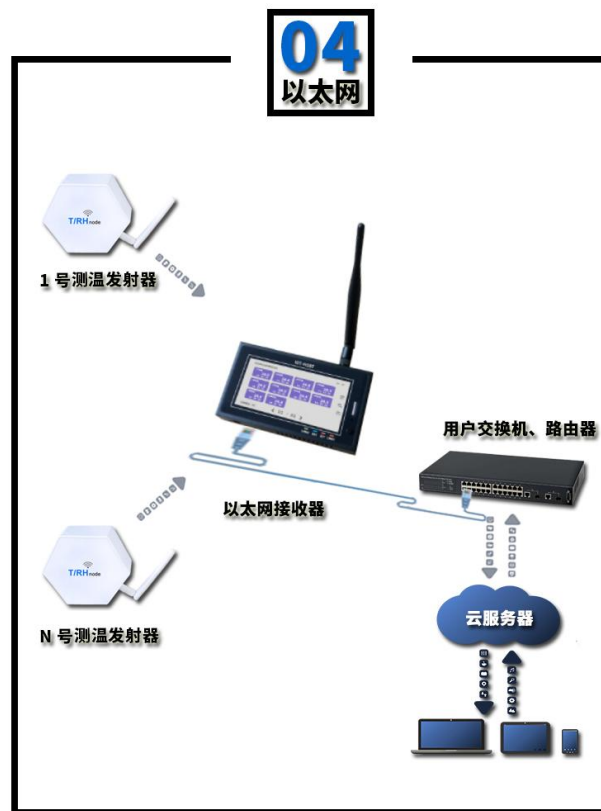 04
以太网
T/RH node
1 号测温发射器
用户交换机、路由器
以太网接收器
T/RH node
N 号测温发射器
云服务器